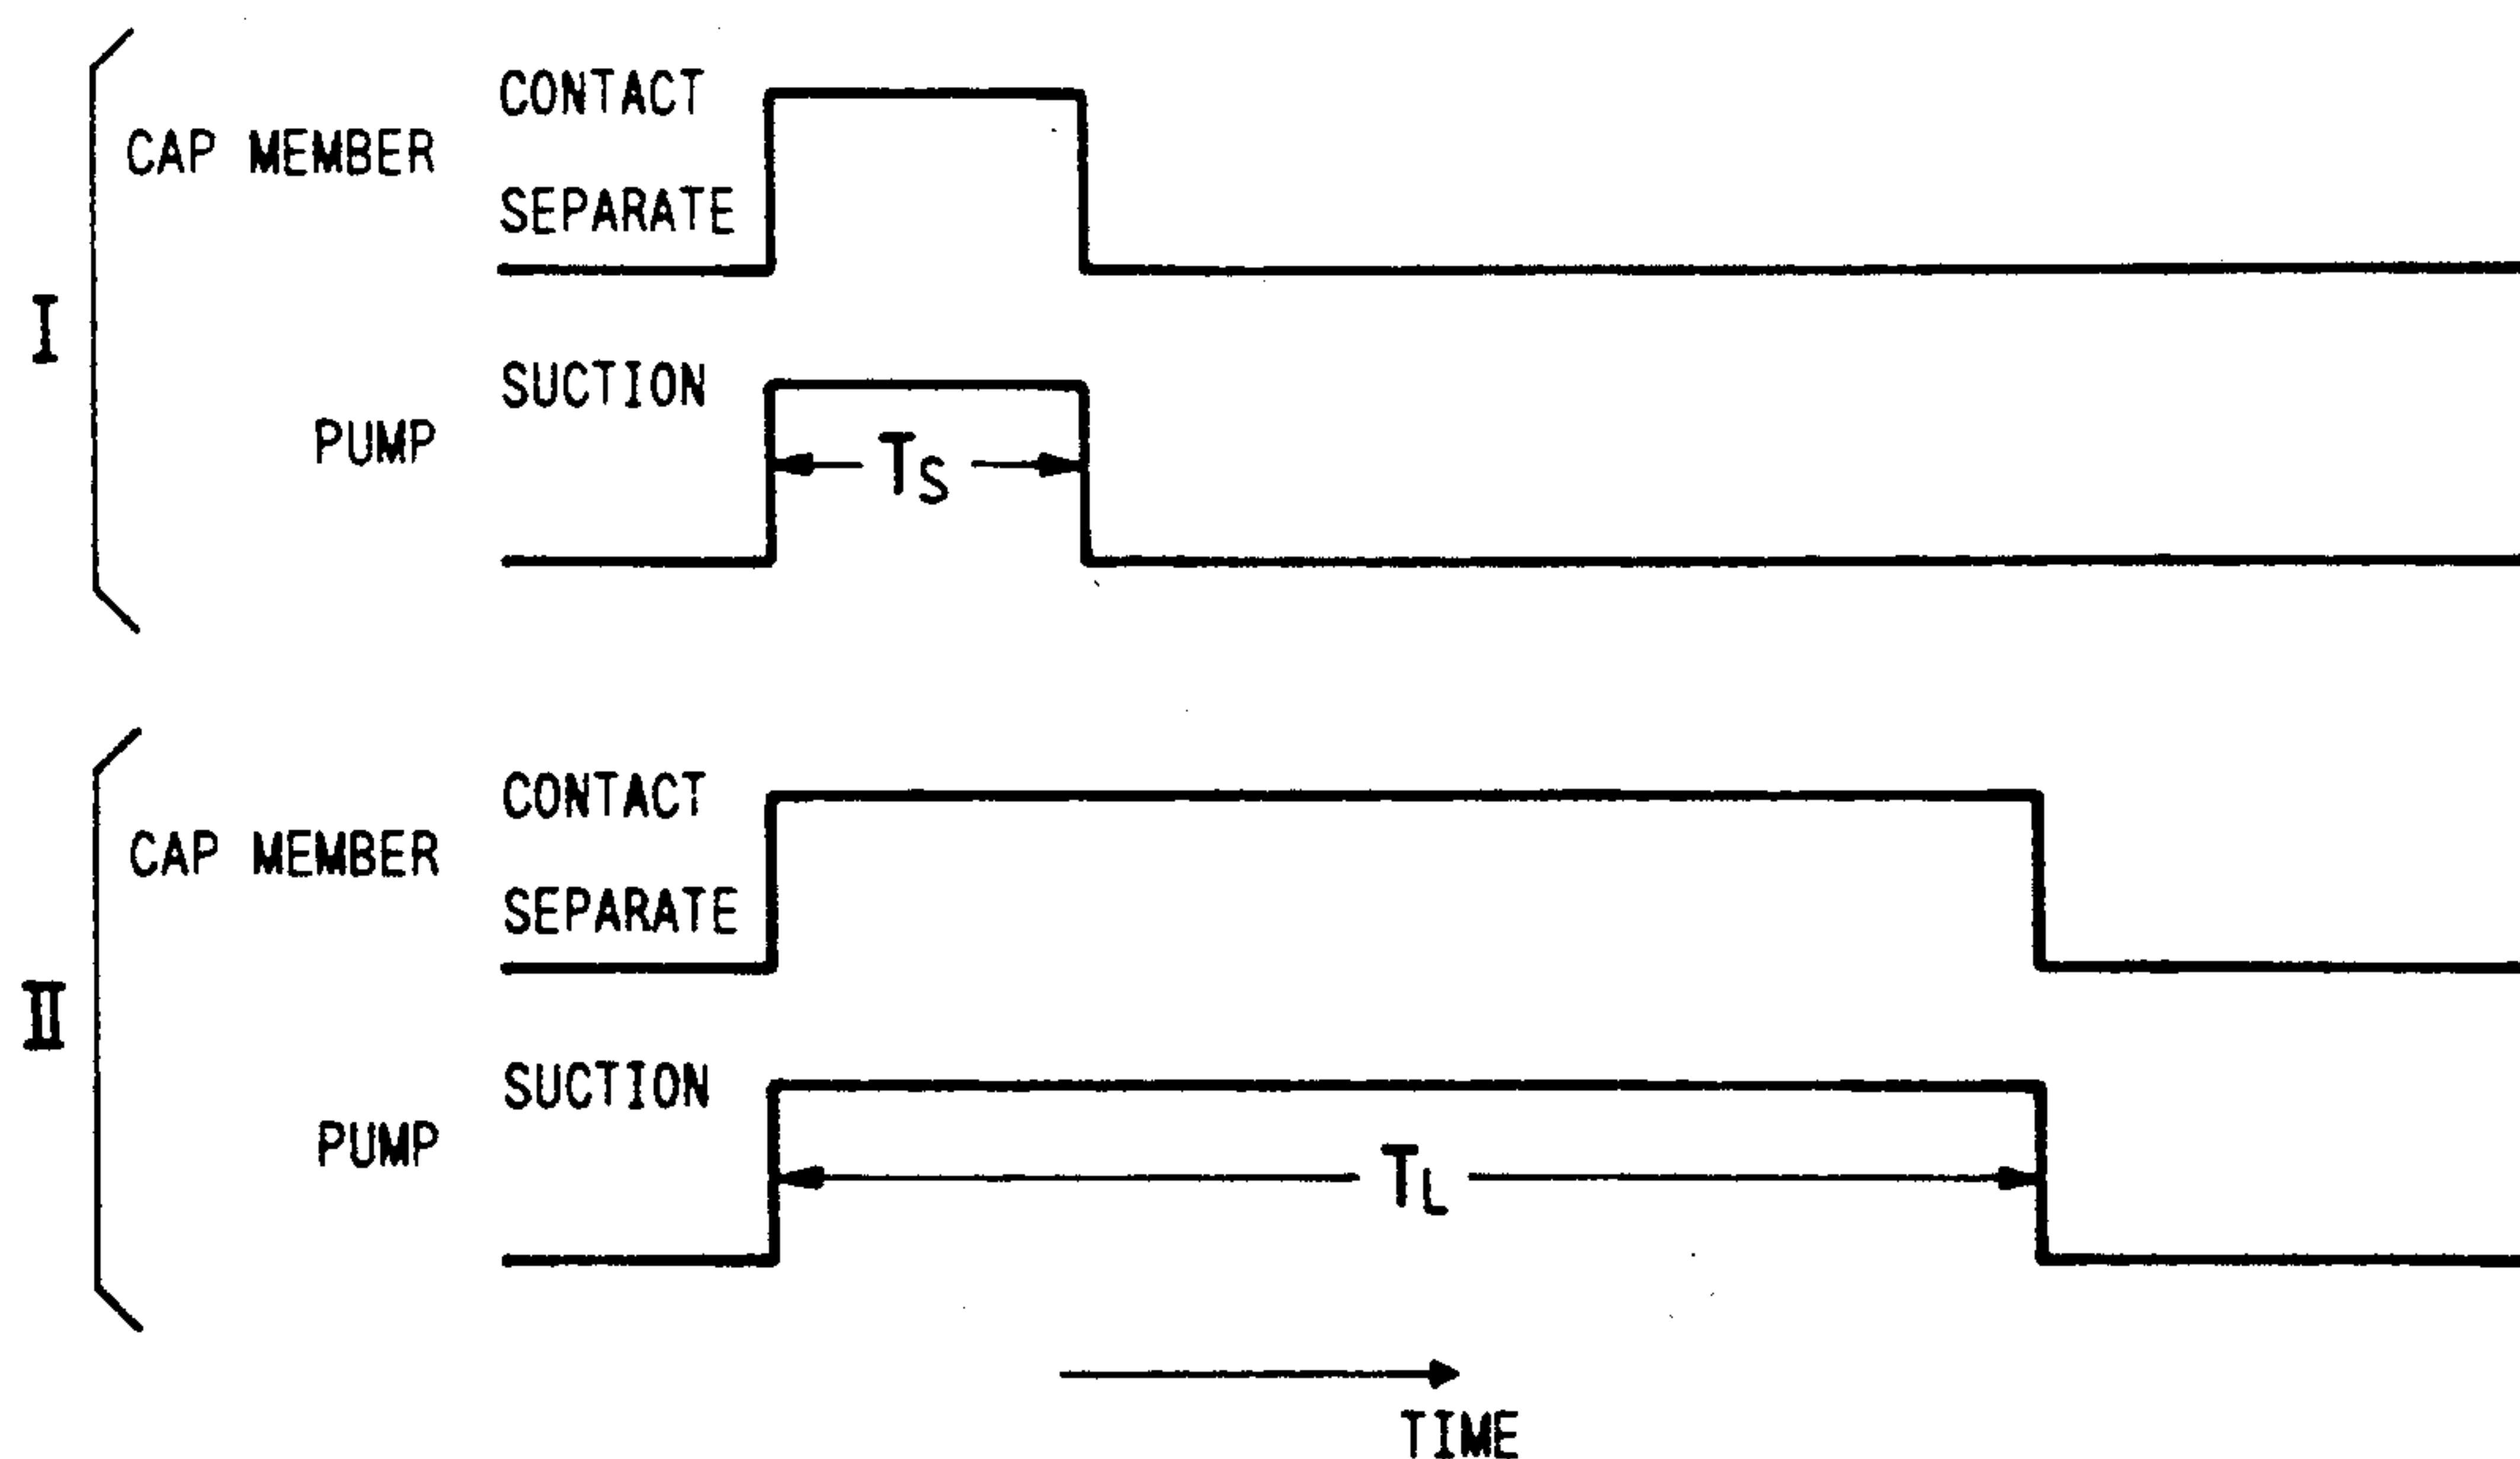 CONTACT
CAP MEMBER
SEPARATE
I
SUCTION
PUMP
TS
CONTACT
CAP MEMBER
SEPARATE
II
SUCTION
PUMP
TL
TIME